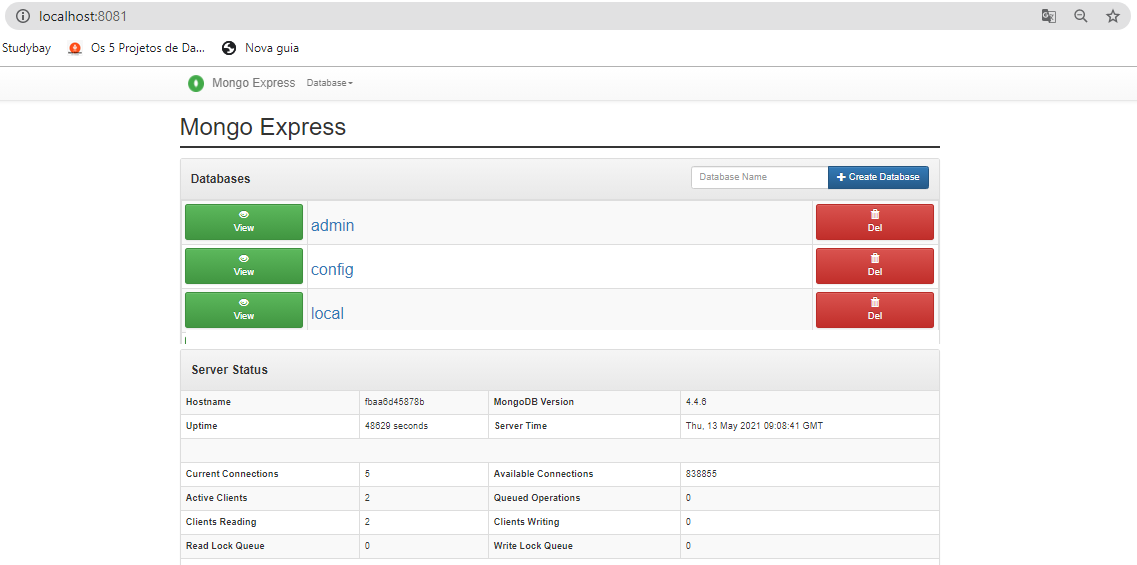 localhost:8081
Studybay Os 5 Projetos de Da... Nova guia
Mongo Express Database
Mongo Express
Databases Database Name Create Database
View admin Del
View config Del
View local Del
Server Status
Hostname fbaa6d45878b MongoDB Version 4.4.6
Uptime 48629 seconds Server Time Thu, 13 May 2021 09:08:41 GMT
Current Connections 5 Available Connections 838855
Active Clients 2 Queued Operations 0
Clients Reading 2 Clients Writing 0
Read Lock Queue 0 Write Lock Queue 0